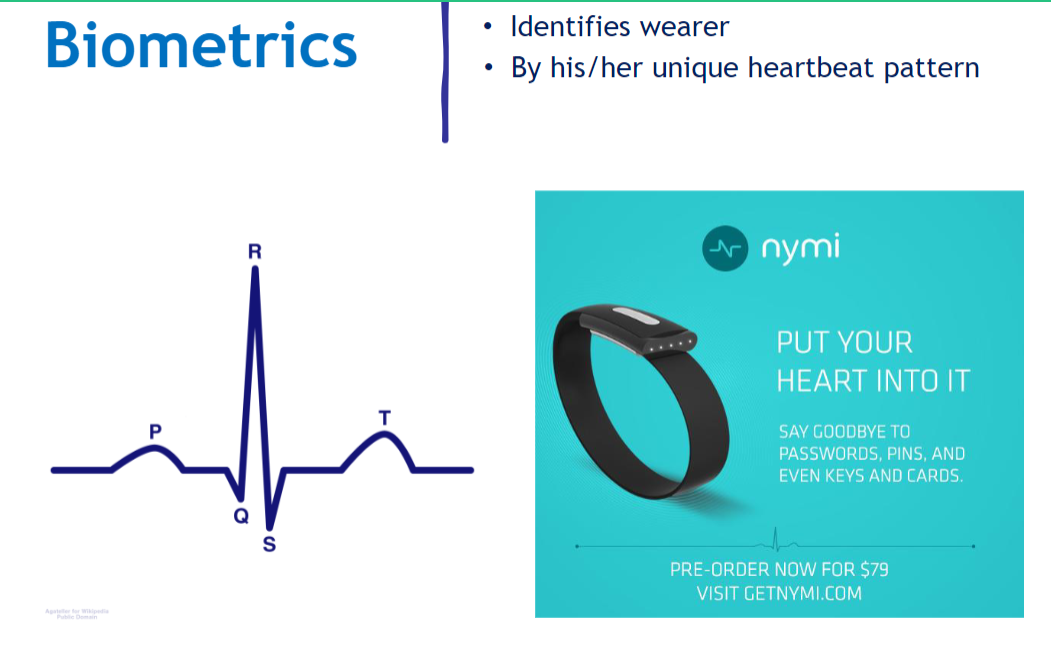 Biometrics
• Identifies wearer
• By his/her unique heartbeat pattern
R
P
T
Q
S
nymi
PUT YOUR
HEART INTO IT
SAY GOODBYE TO
PASSWORDS, PINS, AND
EVEN KEYS AND CARDS.
PRE-ORDER NOW FOR $79
VISIT GETNYMI.COM
Agateller for Wikipedia
Public Domain